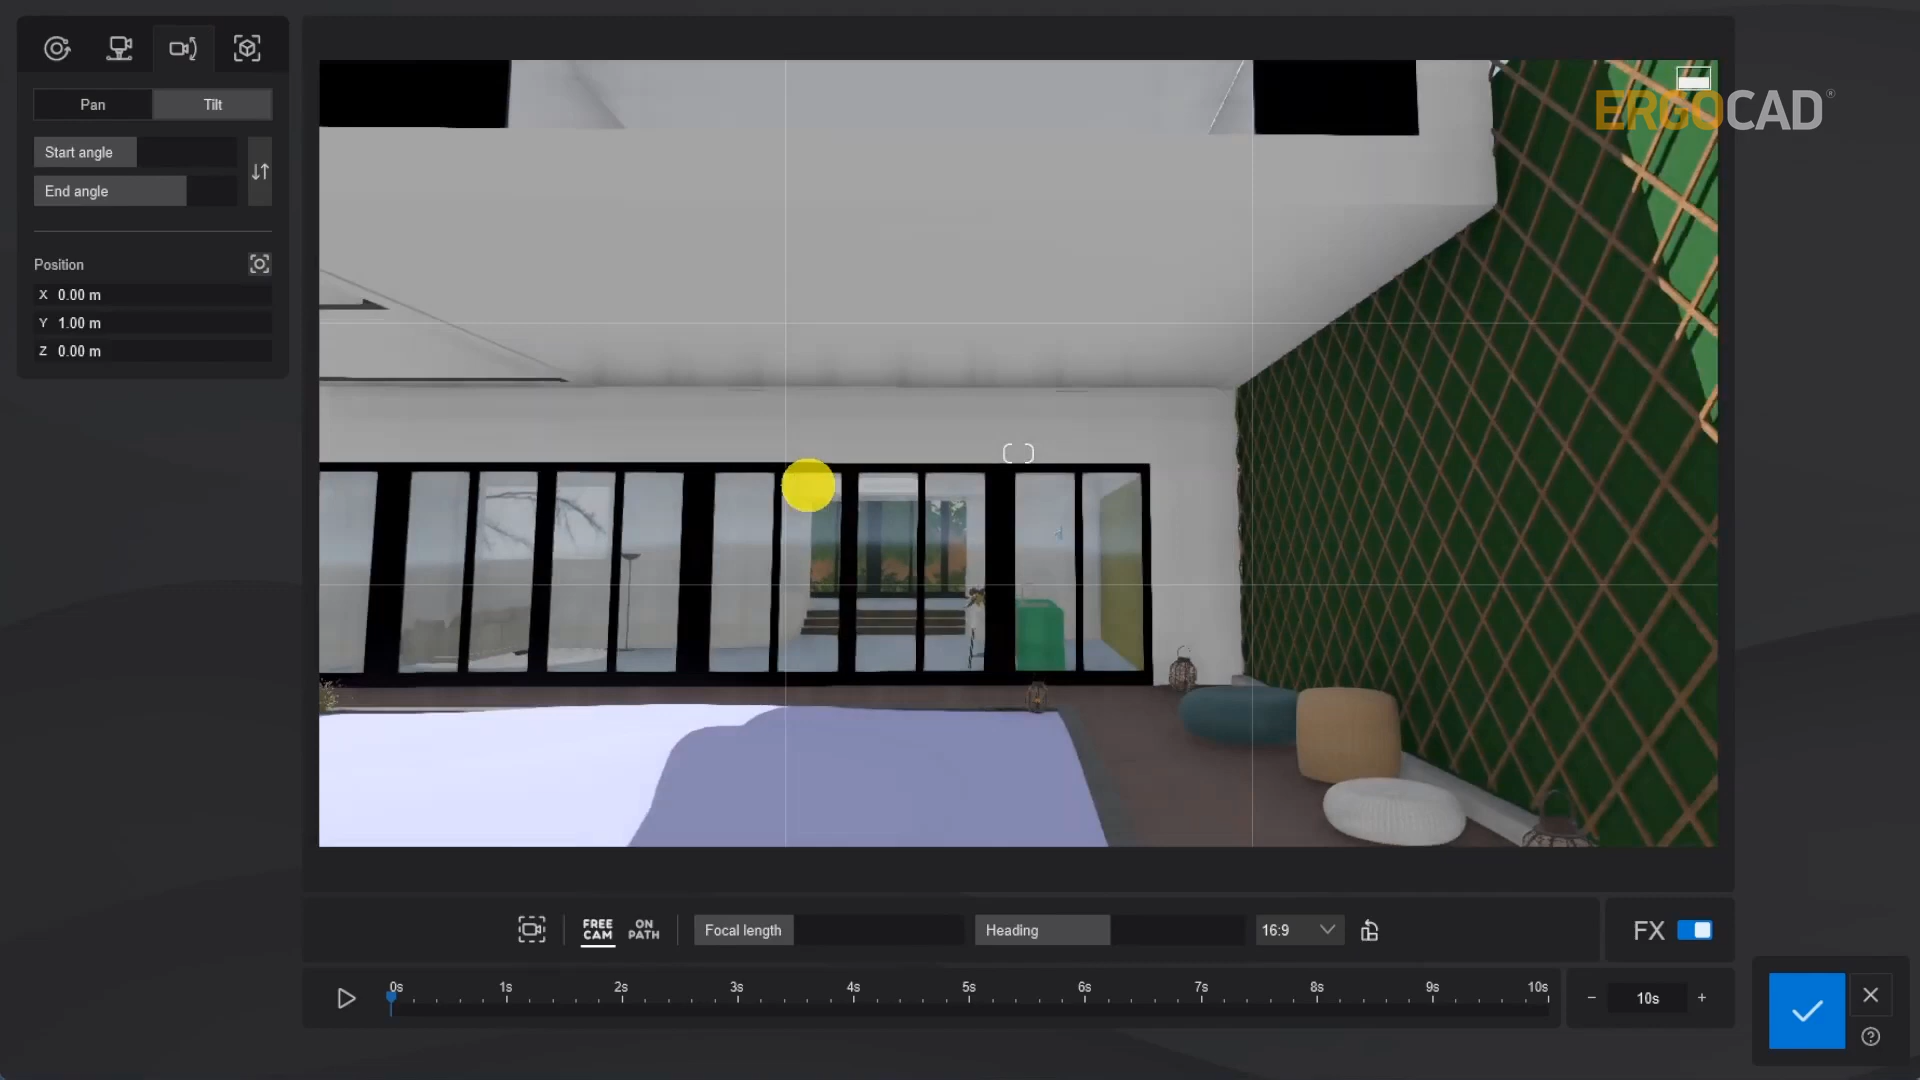 Pan Tilt
Start angle
End angle
Position
X 0.00 m
Y 1.00 m
Z 0.00 m
ERGOCAD®
FREE CAM
ON PATH
Focal length
Heading
16:9
FX
0s 1s 2s 3s 4s 5s 6s 7s 8s 9s 10s
− 10s +